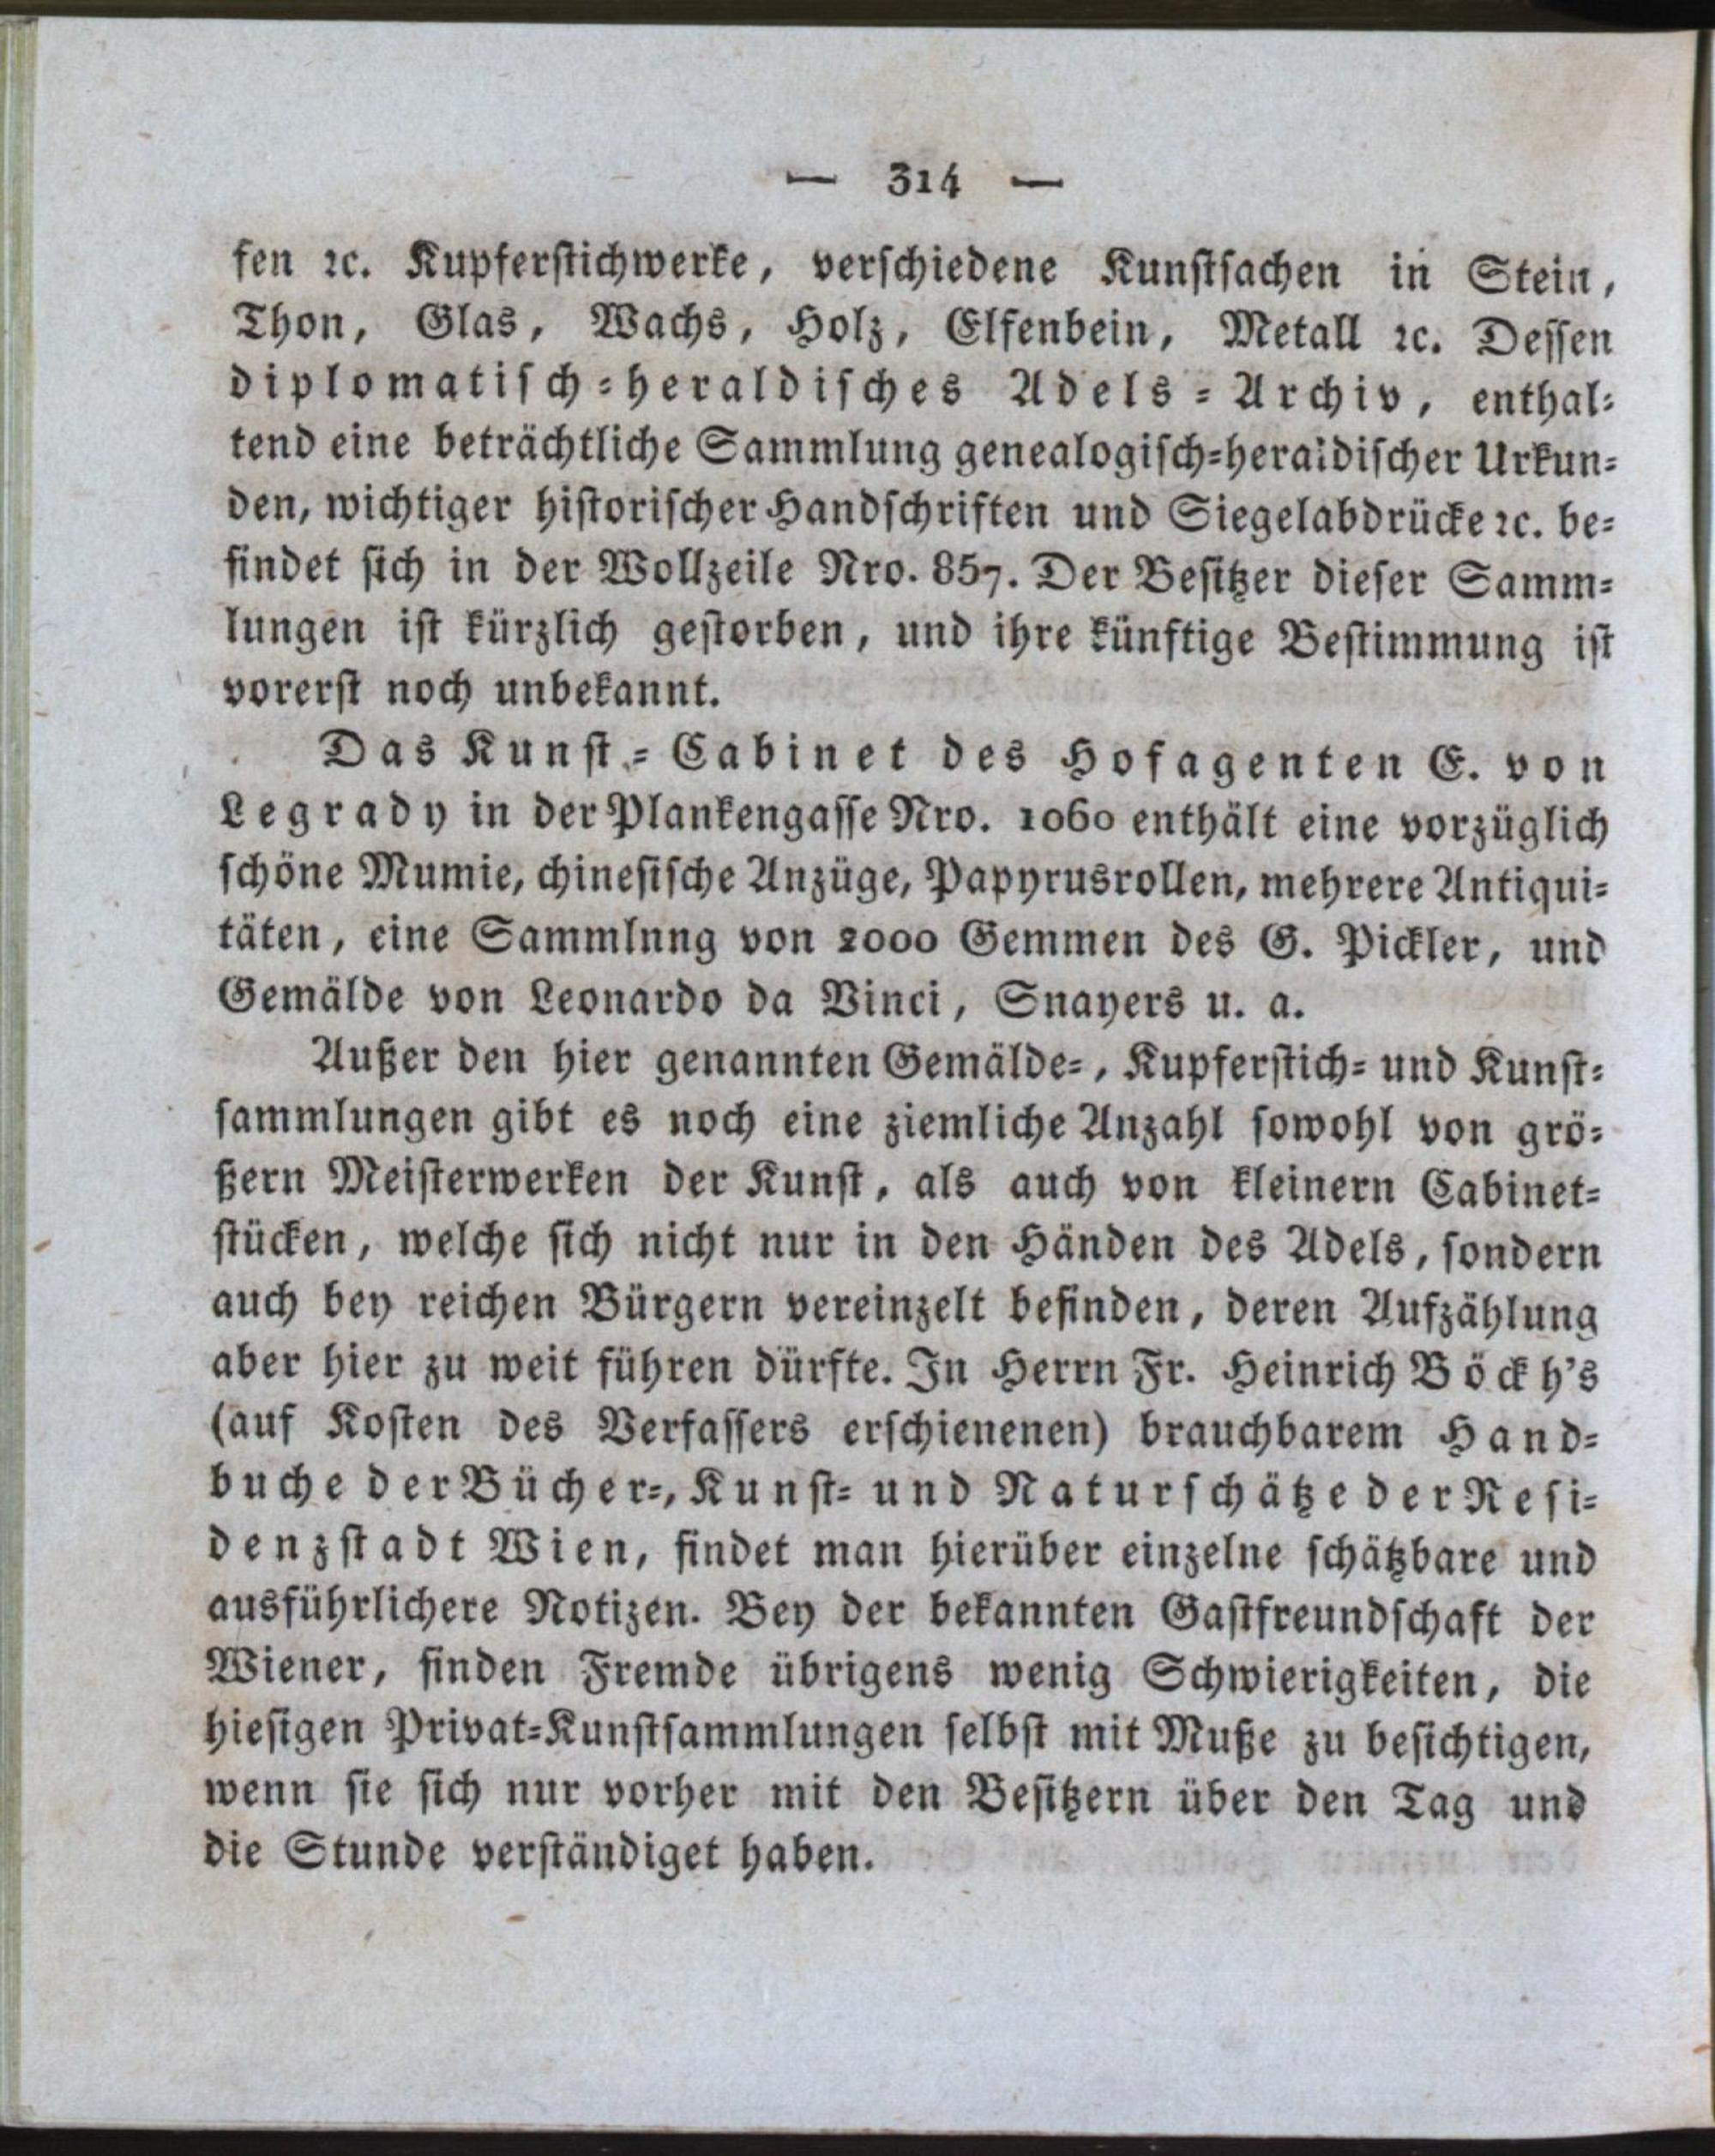 — 314 —
fen ꝛc. Kupferstichwerke, verschiedene Kunstsachen in Stein,
Thon, Glas, Wachs, Holz, Elfenbein, Metall ꝛc. Dessen
diplomatisch-heraldisches Adels-Archiv, enthal-
tend eine beträchtliche Sammlung genealogisch-heraldischer Urkun-
den, wichtiger historischer Handschriften und Siegelabdrücke ꝛc. be-
findet sich in der Wollzeile Nro. 857. Der Besitzer dieser Samm-
lungen ist kürzlich gestorben, und ihre künftige Bestimmung ist
vorerst noch unbekannt.
Das Kunst-Cabinet des Hofagenten E. von
Legrady in der Plankengasse Nro. 1060 enthält eine vorzüglich
schöne Mumie, chinesische Anzüge, Papyrusrollen, mehrere Antiqui-
täten, eine Sammlnng von 2000 Gemmen des G. Pickler, und
Gemälde von Leonardo da Vinci, Snayers u. a.
Außer den hier genannten Gemälde-, Kupferstich- und Kunst-
sammlungen gibt es noch eine ziemliche Anzahl sowohl von grö-
ßern Meisterwerken der Kunst, als auch von kleinern Cabinet-
stücken, welche sich nicht nur in den Händen des Adels, sondern
auch bey reichen Bürgern vereinzelt befinden, deren Aufzählung
aber hier zu weit führen dürfte. In Herrn Fr. Heinrich Böckh's
(auf Kosten des Verfassers erschienenen) brauchbarem Hand-
buche der Bücher-, Kunst- und Naturschätze der Resi-
denzstadt Wien, findet man hierüber einzelne schätzbare und
ausführlichere Notizen. Bey der bekannten Gastfreundschaft der
Wiener, finden Fremde übrigens wenig Schwierigkeiten, die
hiesigen Privat-Kunstsammlungen selbst mit Muße zu besichtigen,
wenn sie sich nur vorher mit den Besitzern über den Tag und
die Stunde verständiget haben.